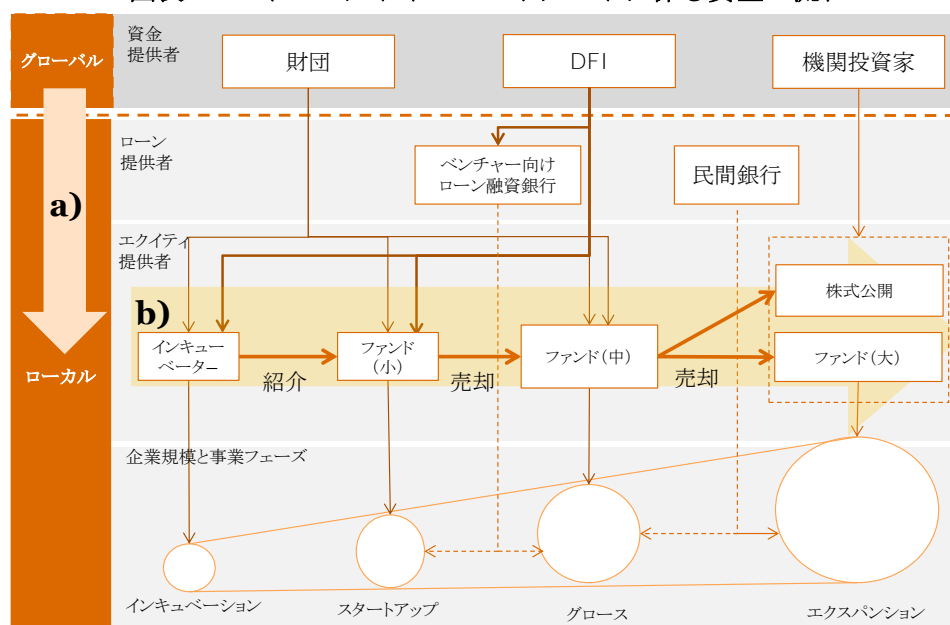 資金
提供者
グローバル
財団
DFI
機関投資家
ローン
提供者
ベンチャー向け
ローン融資銀行
民間銀行
a)
エクイティ
提供者
b)
株式公開
インキュー
ベーター
紹介
ファンド
(小)
売却
ファンド(中)
売却
ファンド(大)
ローカル
企業規模と事業フェーズ
インキュベーション
スタートアップ
グロース
エクスパンション